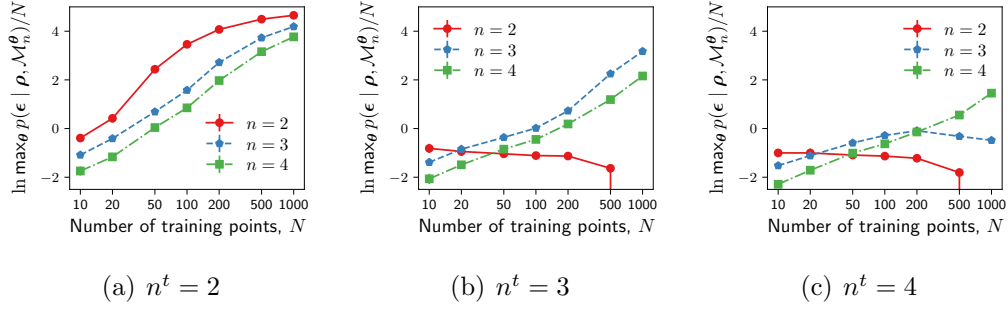 ln max_θ p(ϵ | ρ, M_n^θ)/N
4
2
0
−2
n = 2
n = 3
n = 4
10 20 50 100 200 500 1000
Number of training points, N
(a) n^t = 2
ln max_θ p(ϵ | ρ, M_n^θ)/N
4
2
0
−2
n = 2
n = 3
n = 4
10 20 50 100 200 500 1000
Number of training points, N
(b) n^t = 3
ln max_θ p(ϵ | ρ, M_n^θ)/N
4
2
0
−2
n = 2
n = 3
n = 4
10 20 50 100 200 500 1000
Number of training points, N
(c) n^t = 4